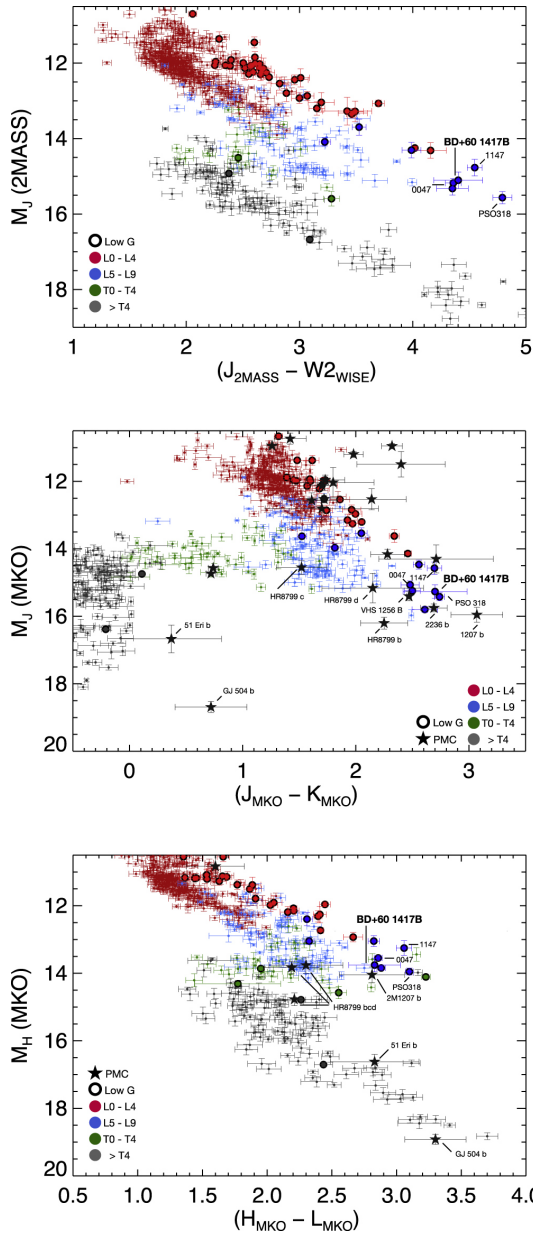 12
14
16
18
M_J (2MASS)
BD+60 1417B
1147
0047
PSO318
Low G
L0 - L4
L5 - L9
T0 - T4
> T4
1 2 3 4 5
(J_2MASS − W2_WISE)
12
14
16
18
20
M_J (MKO)
HR8799 c
HR8799 d
0047
1147
BD+60 1417B
VHS 1256 B
PSO 318
HR8799 b
2236 b
1207 b
51 Eri b
GJ 504 b
Low G
PMC
L0 - L4
L5 - L9
T0 - T4
> T4
0 1 2 3
(J_MKO − K_MKO)
12
14
16
18
20
M_H (MKO)
BD+60 1417B
1147
0047
PSO318
2M1207 b
HR8799 bcd
51 Eri b
GJ 504 b
PMC
Low G
L0 - L4
L5 - L9
T0 - T4
> T4
0.5 1.0 1.5 2.0 2.5 3.0 3.5 4.0
(H_MKO − L_MKO)